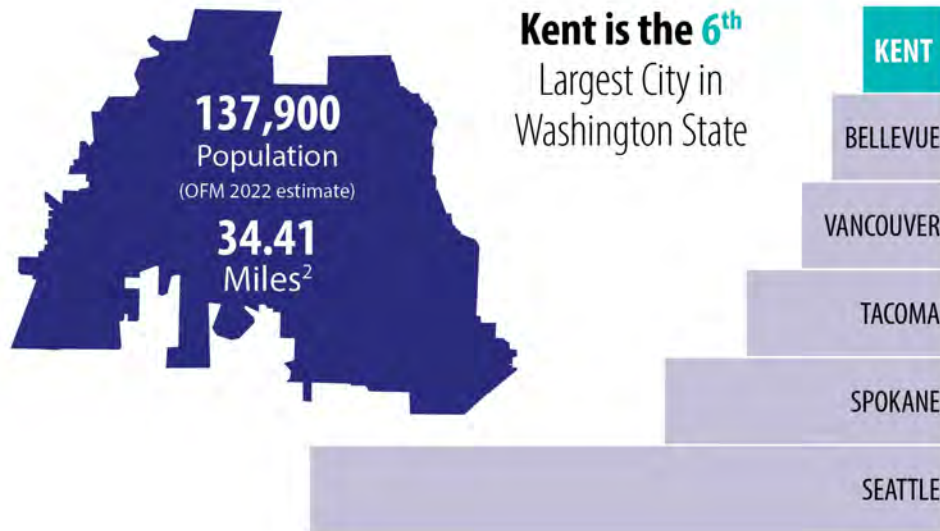 137,900
Population
(OFM 2022 estimate)
34.41
Miles²
Kent is the 6th
Largest City in
Washington State
KENT
BELLEVUE
VANCOUVER
TACOMA
SPOKANE
SEATTLE